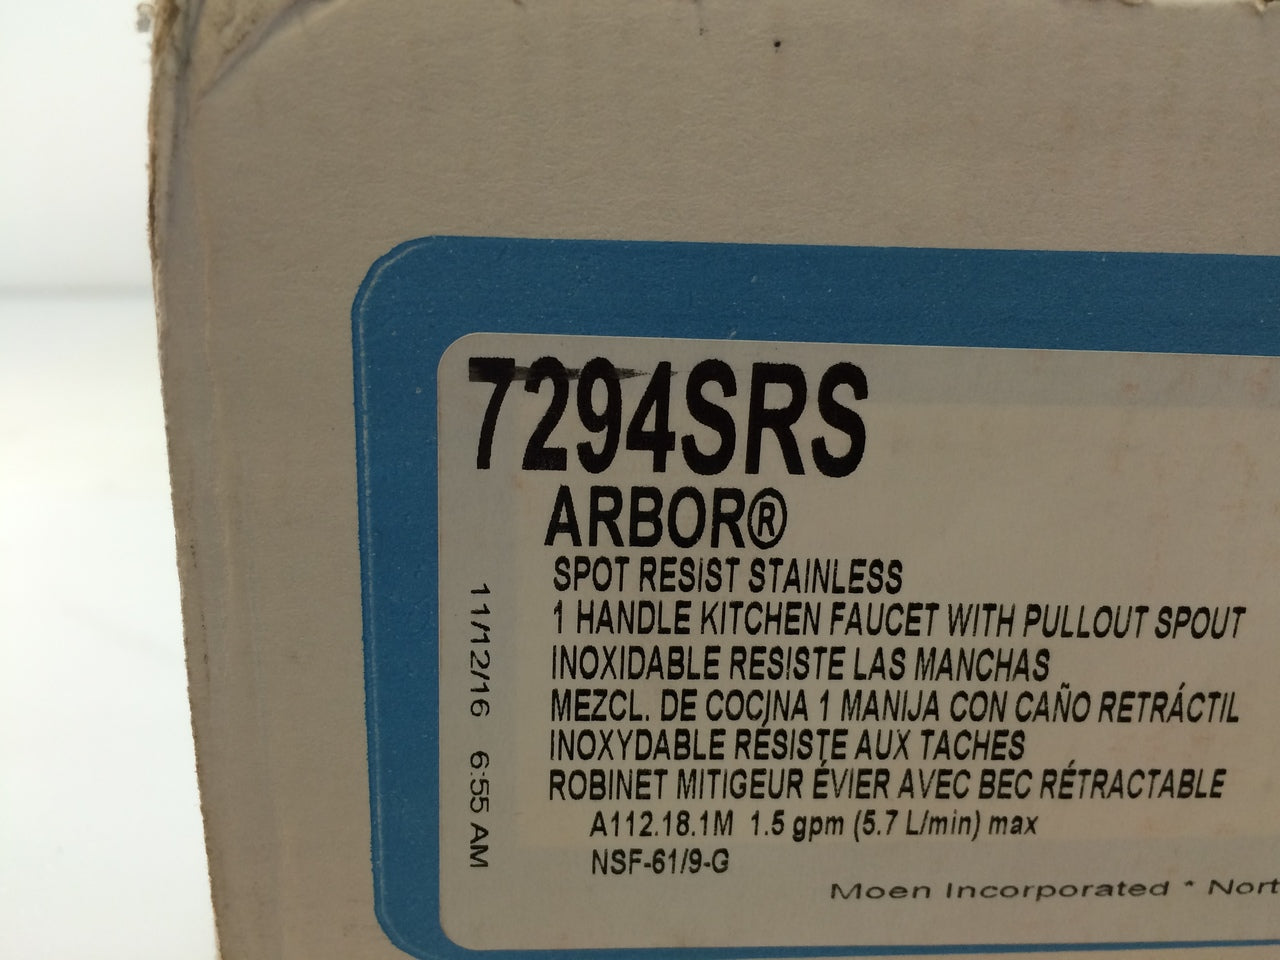 7294SRS
ARBOR®
SPOT RESIST STAINLESS
1 HANDLE KITCHEN FAUCET WITH PULLOUT SPOUT
INOXIDABLE RESISTE LAS MANCHAS
MEZCL. DE COCINA 1 MANIJA CON CAÑO RETRÁCTIL
INOXYDABLE RÉSISTE AUX TACHES
ROBINET MITIGEUR ÉVIER AVEC BEC RÉTRACTABLE
A112.18.1M 1.5 gpm (5.7 L/min) max
NSF-61/9-G
Moen Incorporated * Nort
11/12/16 6:55 AM